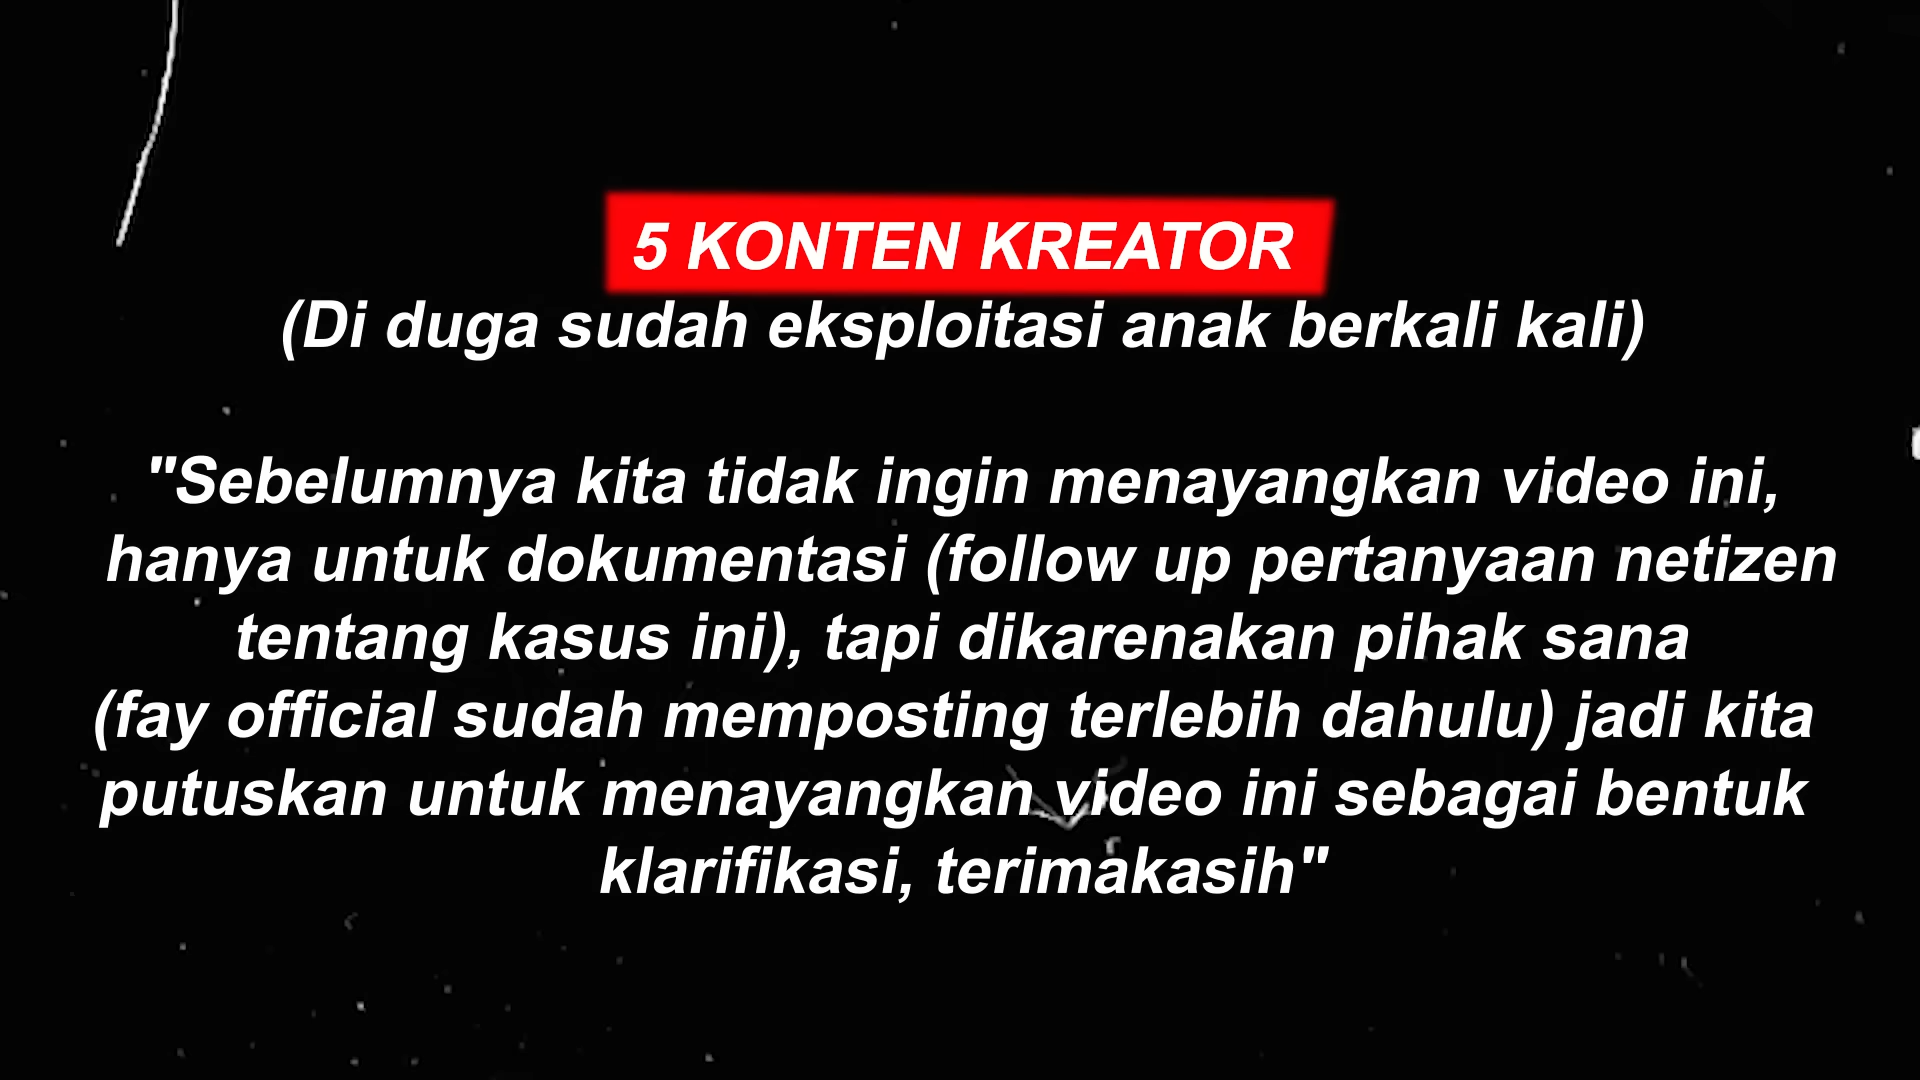 5 KONTEN KREATOR
(Di duga sudah eksploitasi anak berkali kali)
"Sebelumnya kita tidak ingin menayangkan video ini,
hanya untuk dokumentasi (follow up pertanyaan netizen
tentang kasus ini), tapi dikarenakan pihak sana
(fay official sudah memposting terlebih dahulu) jadi kita
putuskan untuk menayangkan video ini sebagai bentuk
klarifikasi, terimakasih"